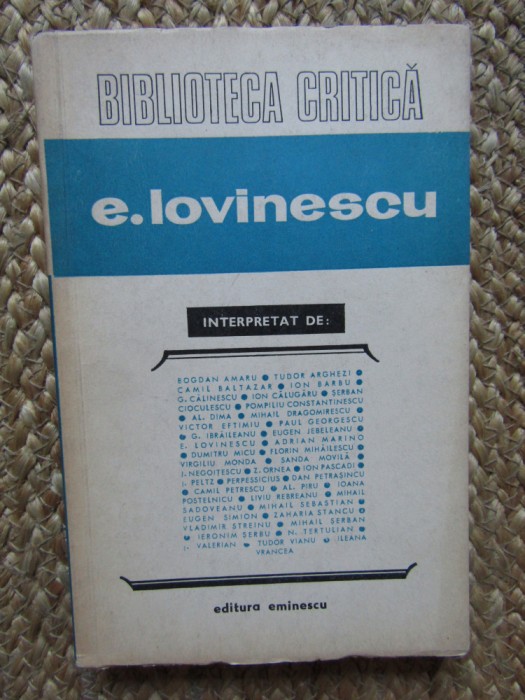 BIBLIOTECA CRITICĂ
e.lovinescu
INTERPRETAT DE:
BOGDAN AMARU ● TUDOR ARGHEZI ●
CAMIL BALTAZAR ● ION BARBU ●
G. CĂLINESCU ● ION CĂLUGĂRU ● ȘERBAN
CIOCULESCU ● POMPILIU CONSTANTINESCU
● AL. DIMA ● MIHAIL DRAGOMIRESCU ●
VICTOR EFTIMIU ● PAUL GEORGESCU
● G. IBRĂILEANU ● EUGEN JEBELEANU ●
E. LOVINESCU ● ADRIAN MARINO
● DUMITRU MICU ● FLORIN MIHĂILESCU ●
VIRGILIU MONDA ● SANDA MOVILĂ ●
I. NEGOIȚESCU ● Z. ORNEA ● ION PASCADI ●
I. PELTZ ● PERPESSICIUS ● DAN PETRAȘINCU
● CAMIL PETRESCU ● AL. PIRU ● IOANA
POSTELNICU ● LIVIU REBREANU ● MIHAIL
SADOVEANU ● MIHAIL SEBASTIAN ●
EUGEN SIMION ● ZAHARIA STANCU ●
VLADIMIR STREINU ● MIHAIL ȘERBAN
● IERONIM ȘERBU ● N. TERTULIAN ●
I. VALERIAN ● TUDOR VIANU ● ILEANA
VRANCEA
editura eminescu